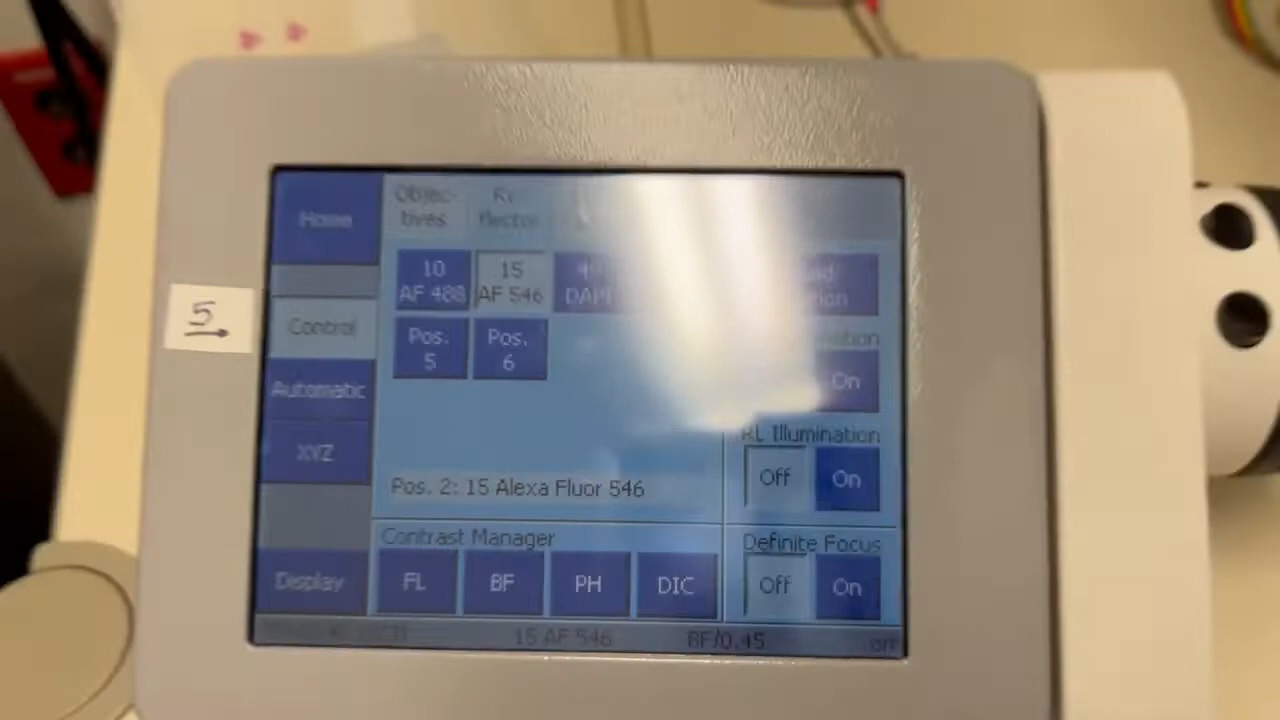 Home
Objec-
tives
flector
5
10
AF 488
15
AF 546
DAPI
Control
Pos.
5
Pos.
6
On
Automatic
XYZ
RL Illumination
Off
On
Pos. 2: 15 Alexa Fluor 546
Contrast Manager
Definite Focus
Display
FL
BF
PH
DIC
Off
On
15 AF 546
BF/0.45